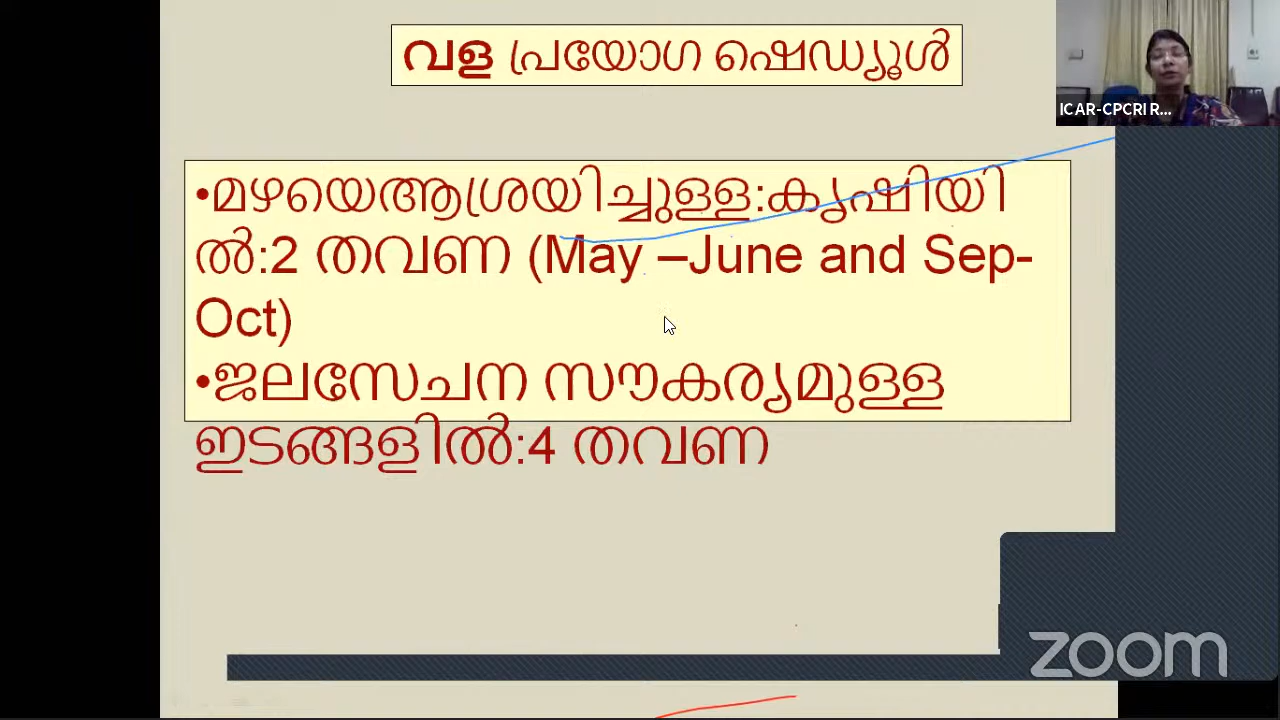 വള പ്രയോഗ ഷെഡ്യൂൾ
ICAR-CPCRI R...
•മഴയെആശ്രയിച്ചുള്ള:കൃഷിയി
ൽ:2 തവണ (May –June and Sep-
Oct)
•ജലസേചന സൗകര്യമുള്ള
ഇടങ്ങളിൽ:4 തവണ
zoom